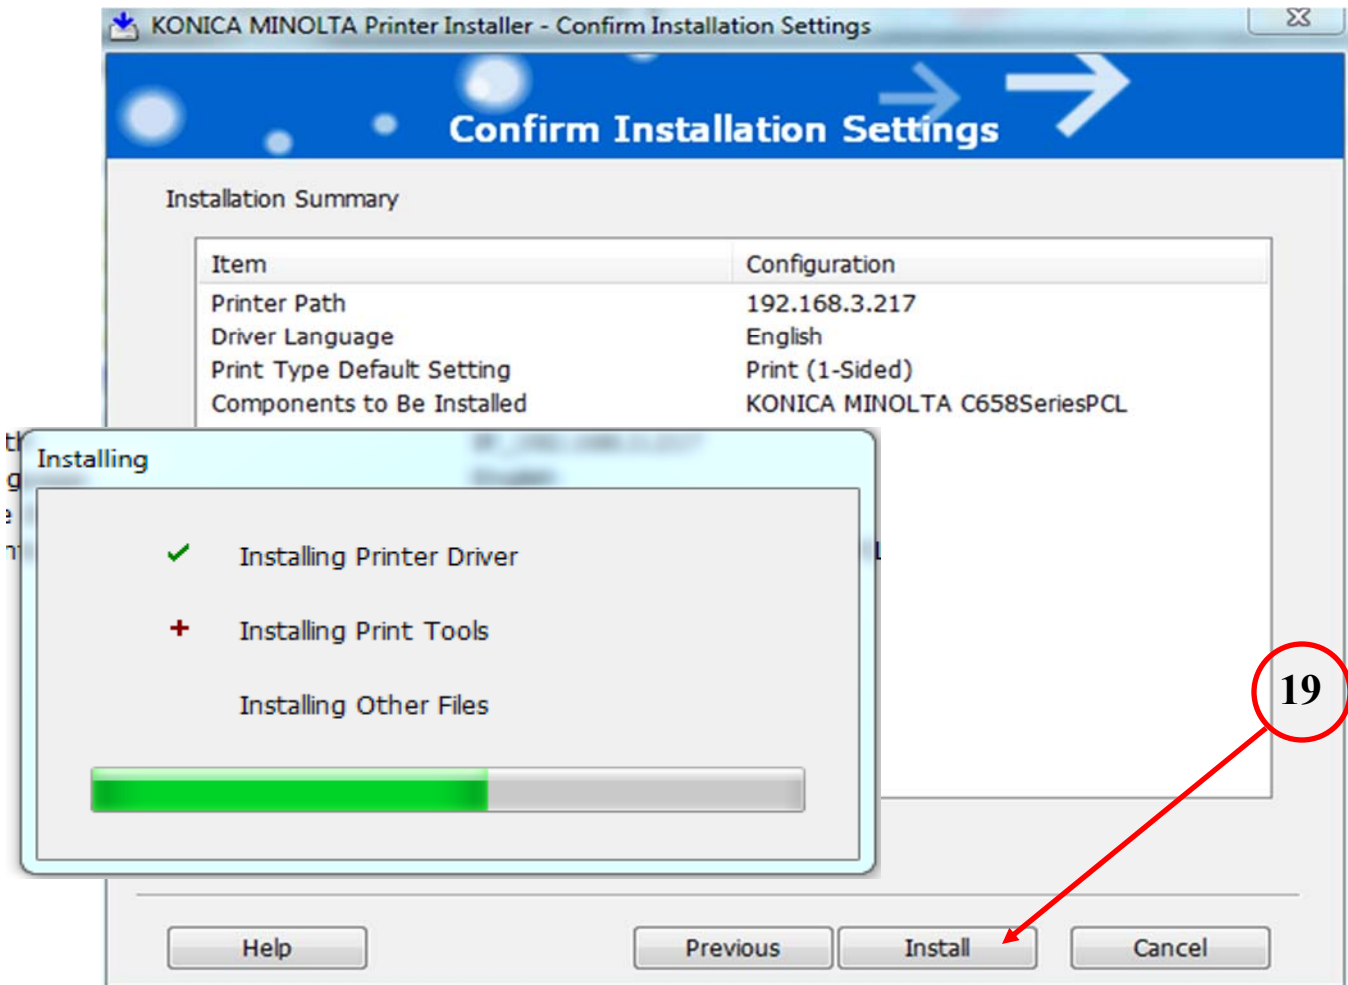 KONICA MINOLTA Printer Installer - Confirm Installation Settings
Confirm Installation Settings
Installation Summary
Item Configuration
Printer Path 192.168.3.217
Driver Language English
Print Type Default Setting Print (1-Sided)
Components to Be Installed KONICA MINOLTA C658SeriesPCL
Installing
Installing Printer Driver
Installing Print Tools
Installing Other Files
19
Help Previous Install Cancel